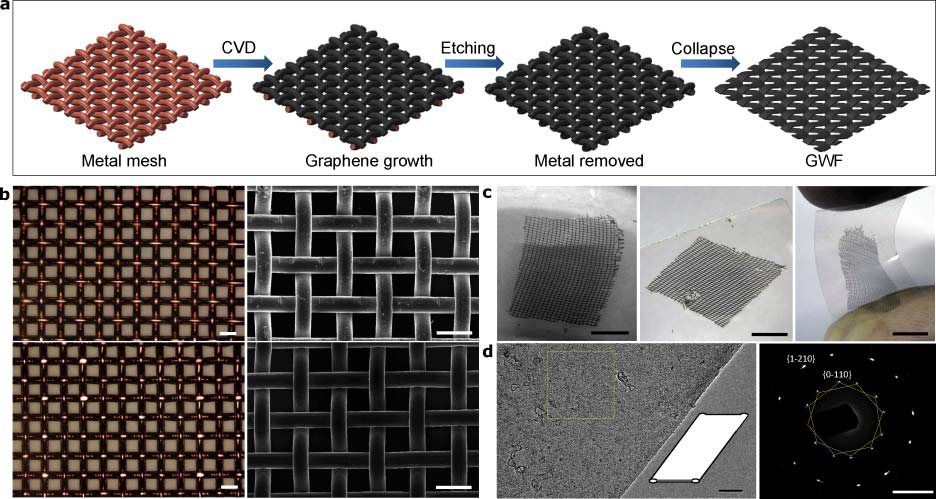 a
CVD
Etching
Collapse
Metal mesh
Graphene growth
Metal removed
GWF
b
c
d
{1-210}
{0-110}